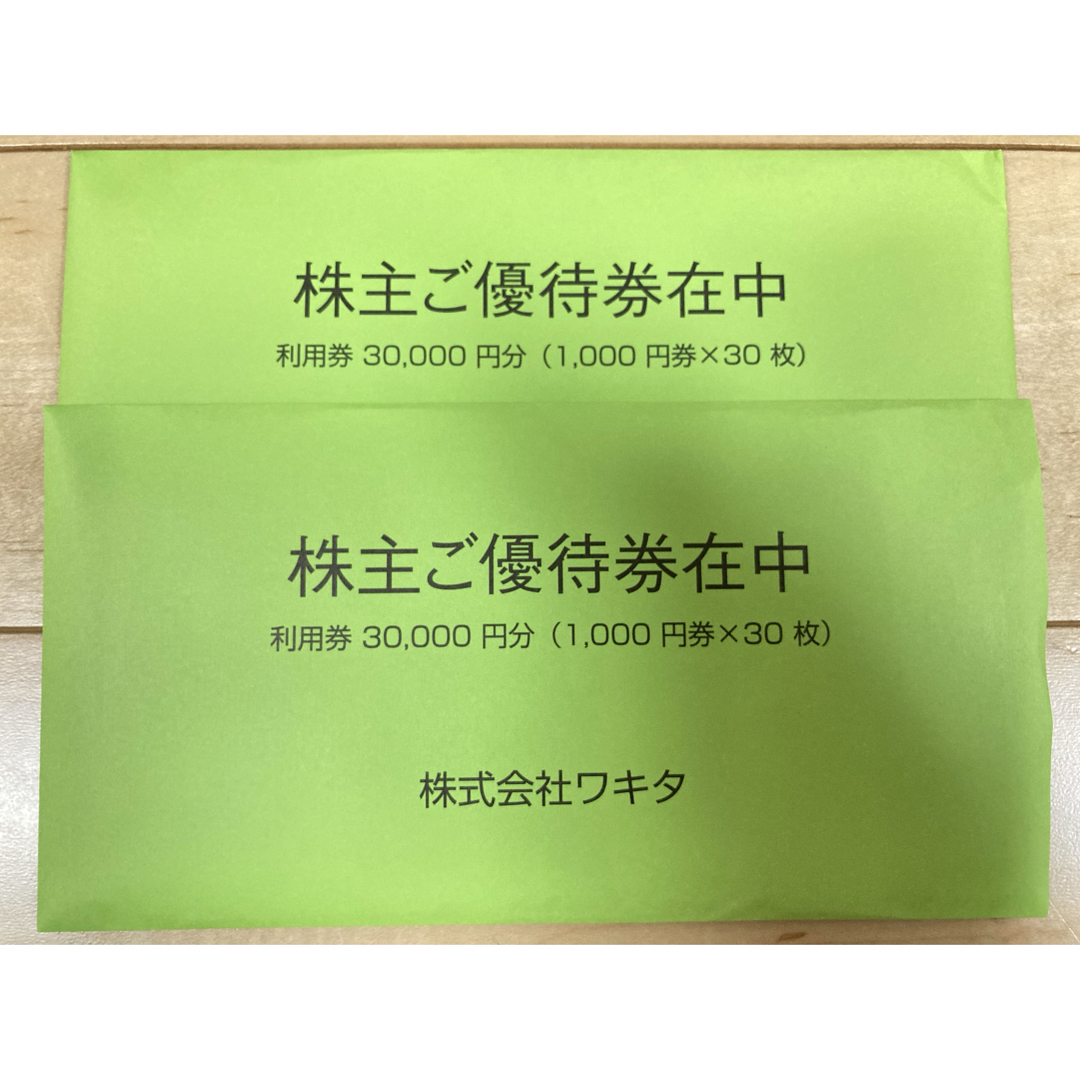 株主ご優待券在中
利用券 30,000 円分（1,000 円券×30 枚）
株主ご優待券在中
利用券 30,000 円分（1,000 円券×30 枚）
株式会社ワキタ